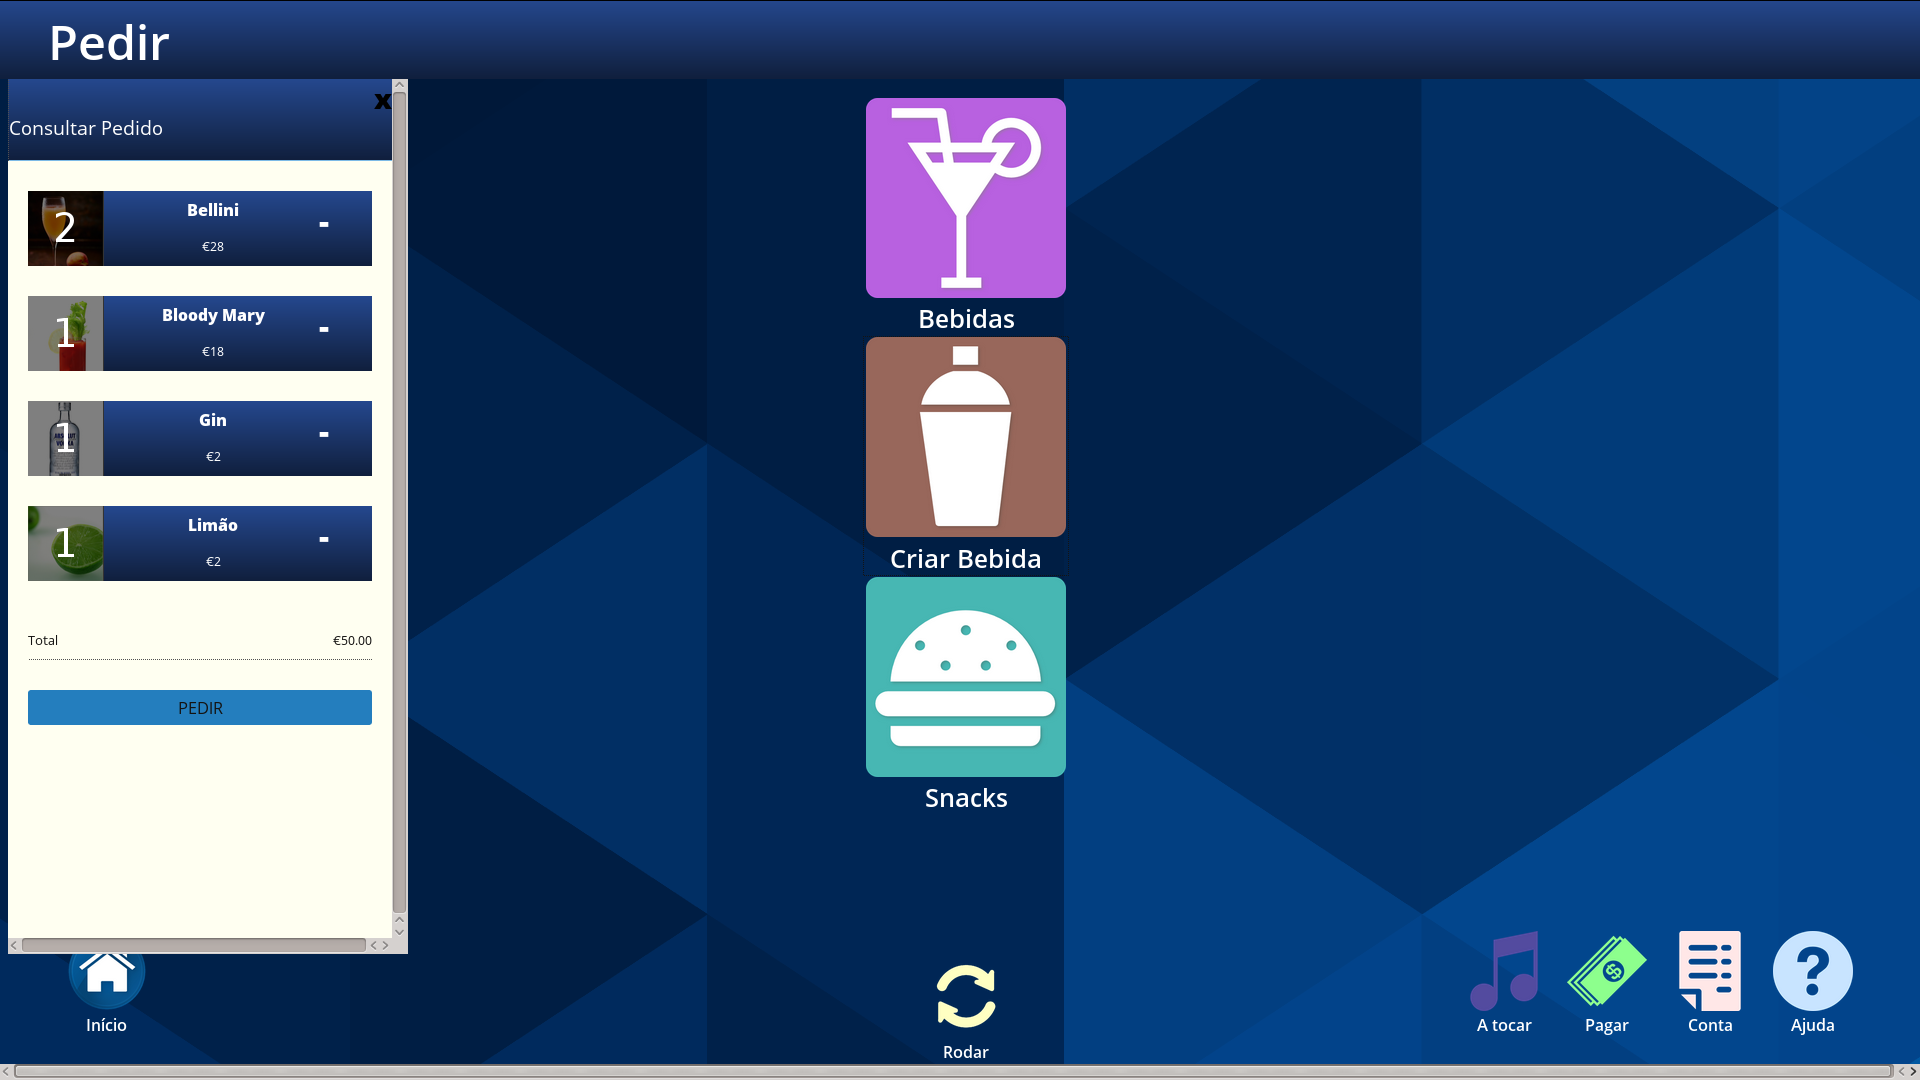 Pedir
x
Consultar Pedido
2
Bellini
-
€28
1
Bloody Mary
-
€18
1
Gin
-
€2
1
Limão
-
€2
Total €50.00
PEDIR
Bebidas
Criar Bebida
Snacks
Início
Rodar
A tocar
Pagar
Conta
Ajuda